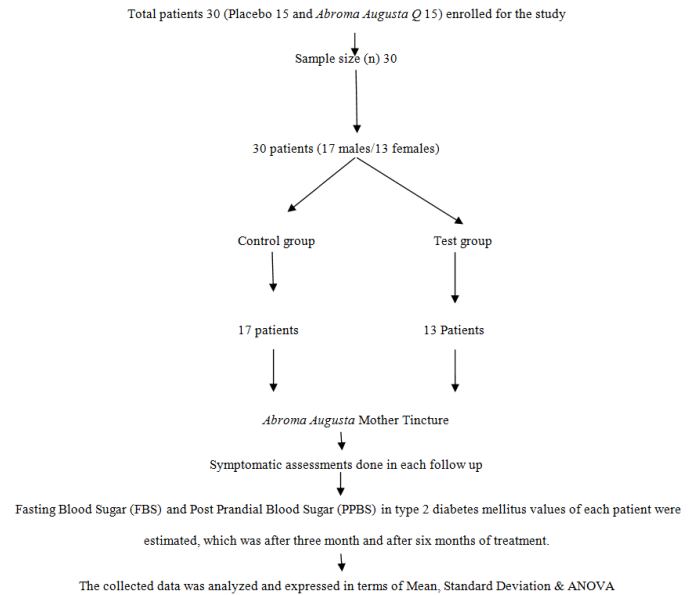 Total patients 30 (Placebo 15 and Abroma Augusta Q 15) enrolled for the study
Sample size (n) 30
30 patients (17 males/13 females)
Control group
Test group
17 patients
13 Patients
Abroma Augusta Mother Tincture
Symptomatic assessments done in each follow up
Fasting Blood Sugar (FBS) and Post Prandial Blood Sugar (PPBS) in type 2 diabetes mellitus values of each patient were
estimated, which was after three month and after six months of treatment.
The collected data was analyzed and expressed in terms of Mean, Standard Deviation & ANOVA